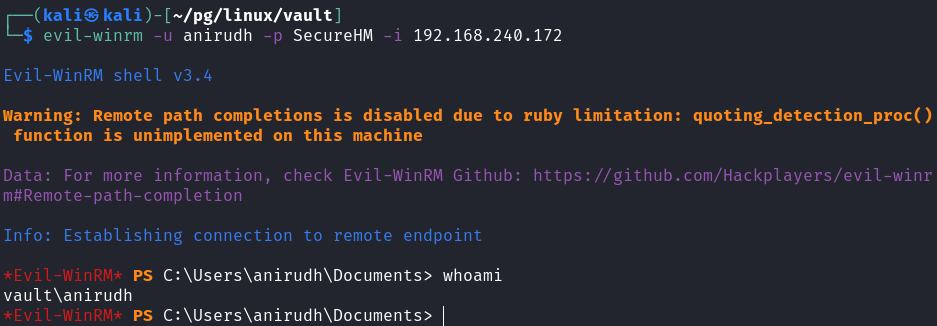 ┌──(kali㉿kali)-[~/pg/linux/vault]
└─$ evil-winrm -u anirudh -p SecureHM -i 192.168.240.172
Evil-WinRM shell v3.4
Warning: Remote path completions is disabled due to ruby limitation: quoting_detection_proc()
function is unimplemented on this machine
Data: For more information, check Evil-WinRM Github: https://github.com/Hackplayers/evil-winr
m#Remote-path-completion
Info: Establishing connection to remote endpoint
*Evil-WinRM* PS C:\Users\anirudh\Documents> whoami
vault\anirudh
*Evil-WinRM* PS C:\Users\anirudh\Documents>